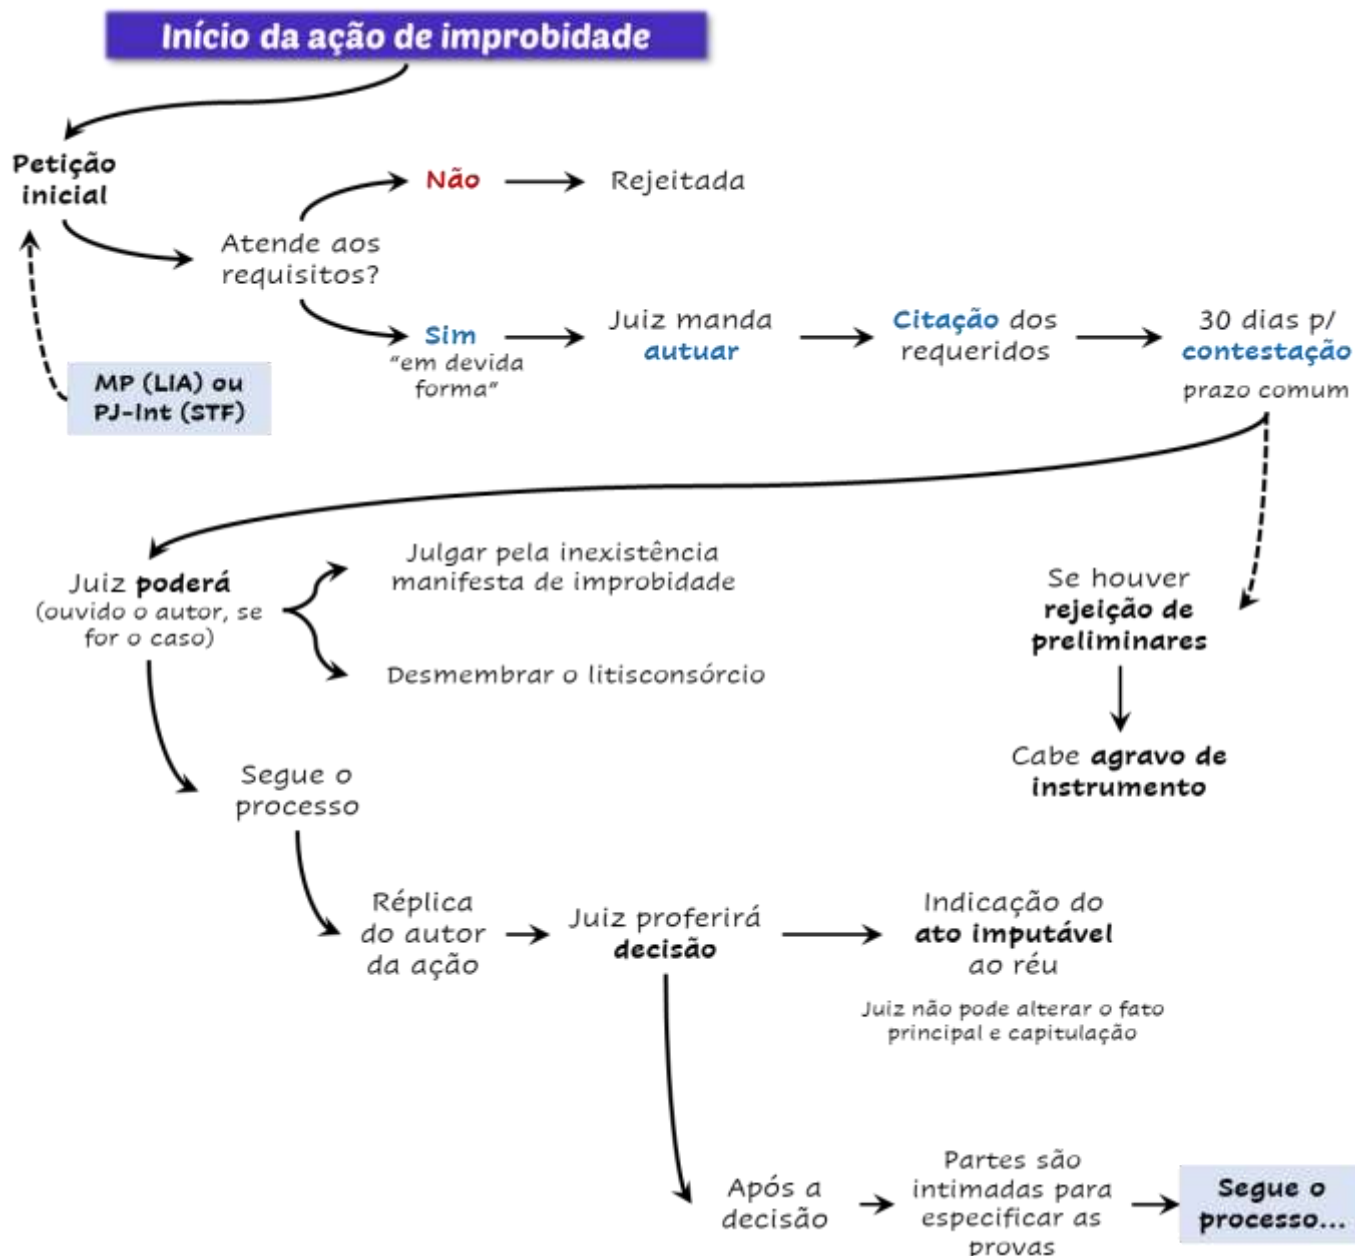 Início da ação de improbidade
Petição
inicial
Não
Rejeitada
Atende aos
requisitos?
Sim
"em devida
forma"
Juiz manda
autuar
Citação dos
requeridos
30 dias p/
contestação
prazo comum
MP (LIA) ou
PJ-Int (STF)
Juiz poderá
(ouvido o autor, se
for o caso)
Julgar pela inexistência
manifesta de improbidade
Desmembrar o litisconsórcio
Se houver
rejeição de
preliminares
Cabe agravo de
instrumento
Segue o
processo
Réplica
do autor
da ação
Juiz proferirá
decisão
Indicação do
ato imputável
ao réu
Juiz não pode alterar o fato
principal e capitulação
Após a
decisão
Partes são
intimadas para
especificar as
provas
Segue o
processo...